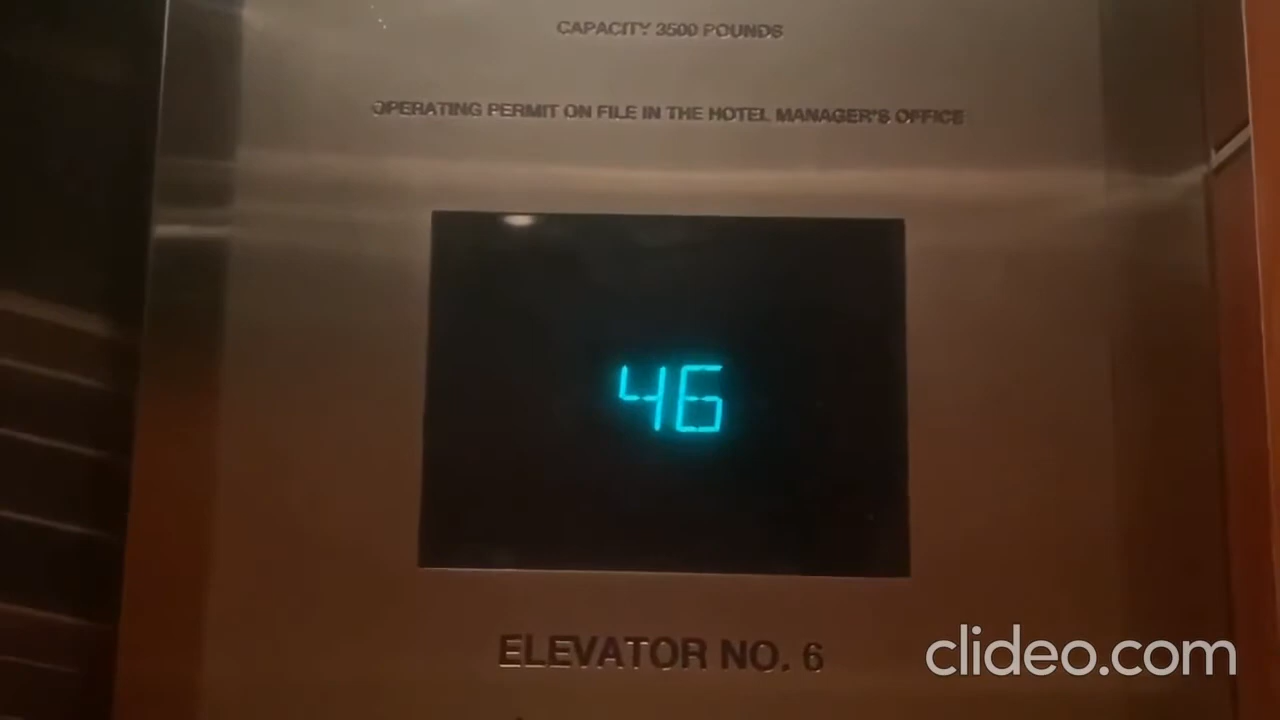 CAPACITY 3500 POUNDS
OPERATING PERMIT ON FILE IN THE HOTEL MANAGER'S OFFICE
46
ELEVATOR NO. 6
clideo.com